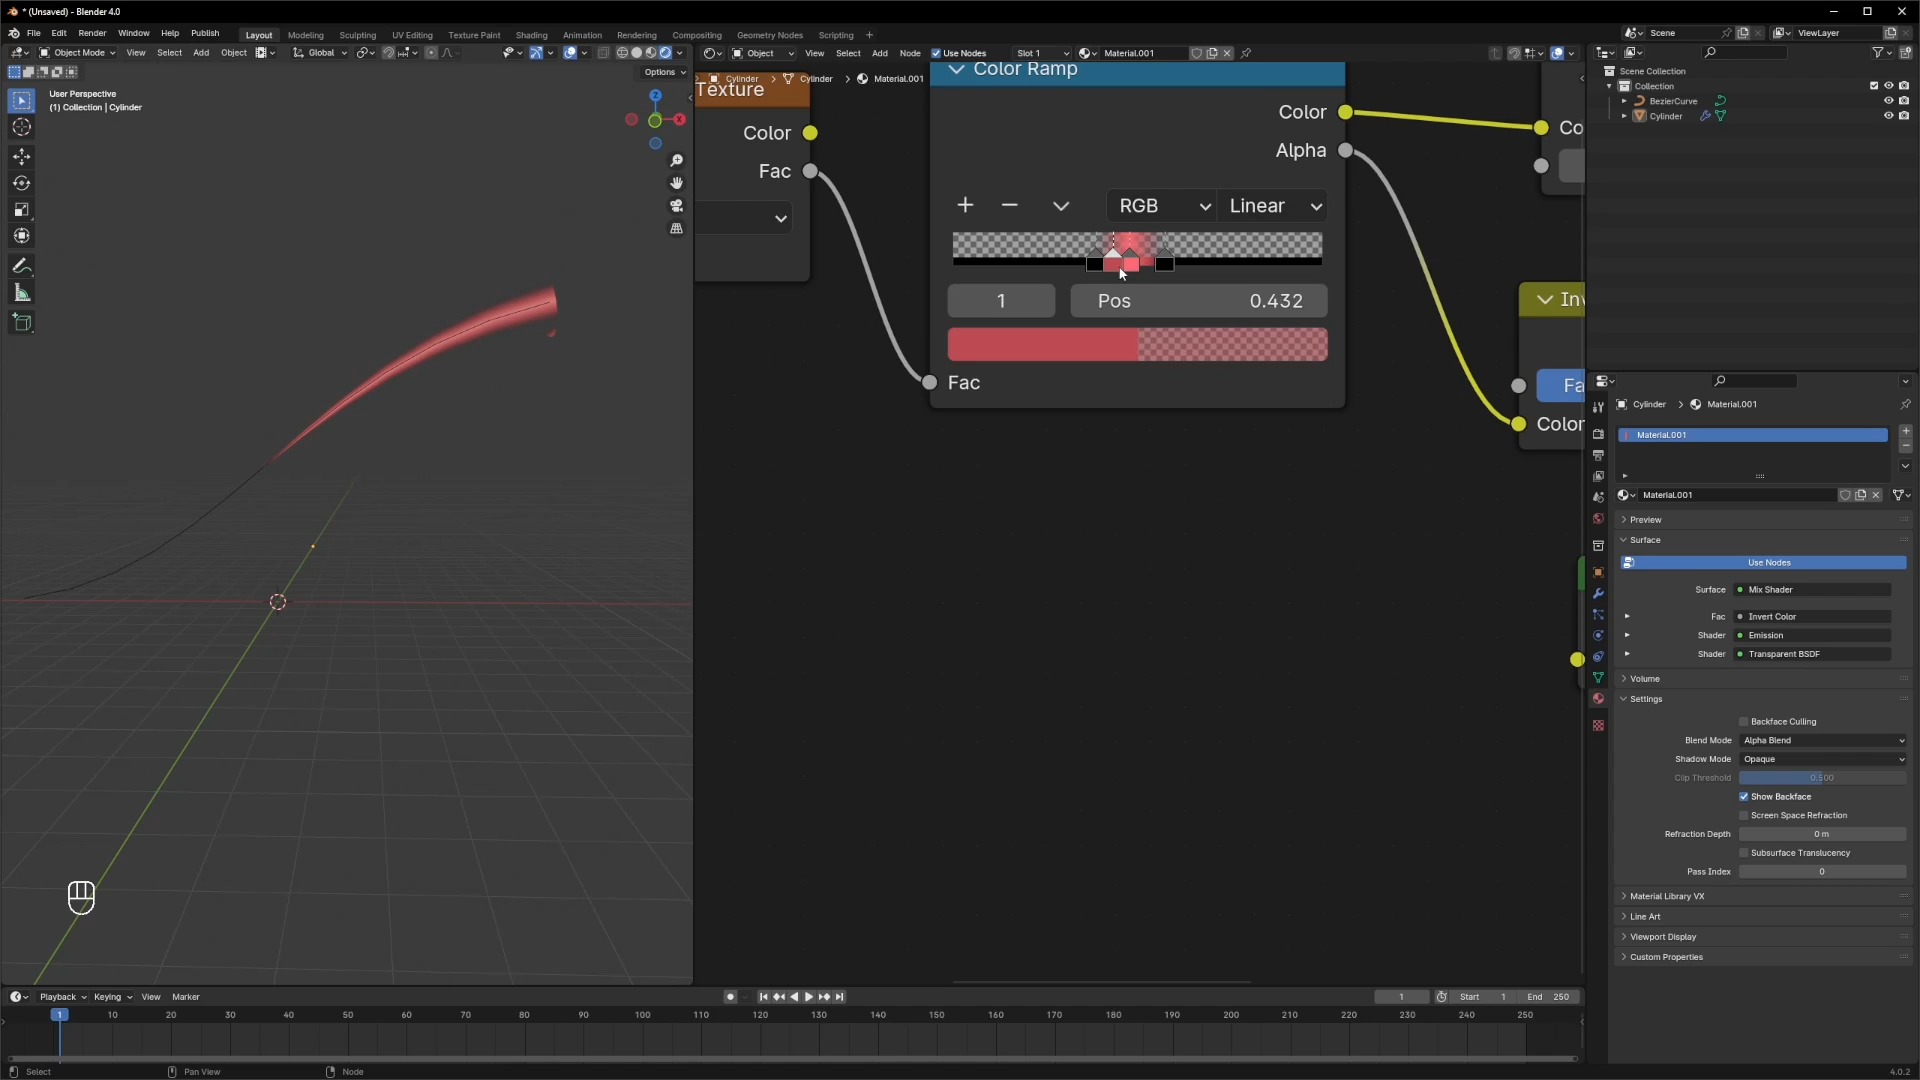 * (Unsaved) - Blender 4.0
File Edit Render Window Help Publish
Layout Modeling Sculpting UV Editing Texture Paint Shading Animation Rendering Compositing Geometry Nodes Scripting +
Scene
ViewLayer
Object Mode View Select Add Object
Global
Options
User Perspective
(1) Collection | Cylinder
Z
X
Object View Select Add Node Use Nodes Slot 1 Material.001
Cylinder > Cylinder > Material.001
Texture
Color
Fac
Color Ramp
Color
Alpha
RGB Linear
1 Pos 0.432
Fac
Co
Inv
Fa
Color
Scene Collection
Collection
BezierCurve
Cylinder
Cylinder > Material.001
Material.001
Material.001
Preview
Surface
Use Nodes
Surface Mix Shader
Fac Invert Color
Shader Emission
Shader Transparent BSDF
Volume
Settings
Backface Culling
Blend Mode Alpha Blend
Shadow Mode Opaque
Clip Threshold 0.500
Show Backface
Screen Space Refraction
Refraction Depth 0 m
Subsurface Translucency
Pass Index 0
Material Library VX
Line Art
Viewport Display
Custom Properties
Playback Keying View Marker
1 Start 1 End 250
1 10 20 30 40 50 60 70 80 90 100 110 120 130 140 150 160 170 180 190 200 210 220 230 240 250
Select Pan View Node
4.0.2